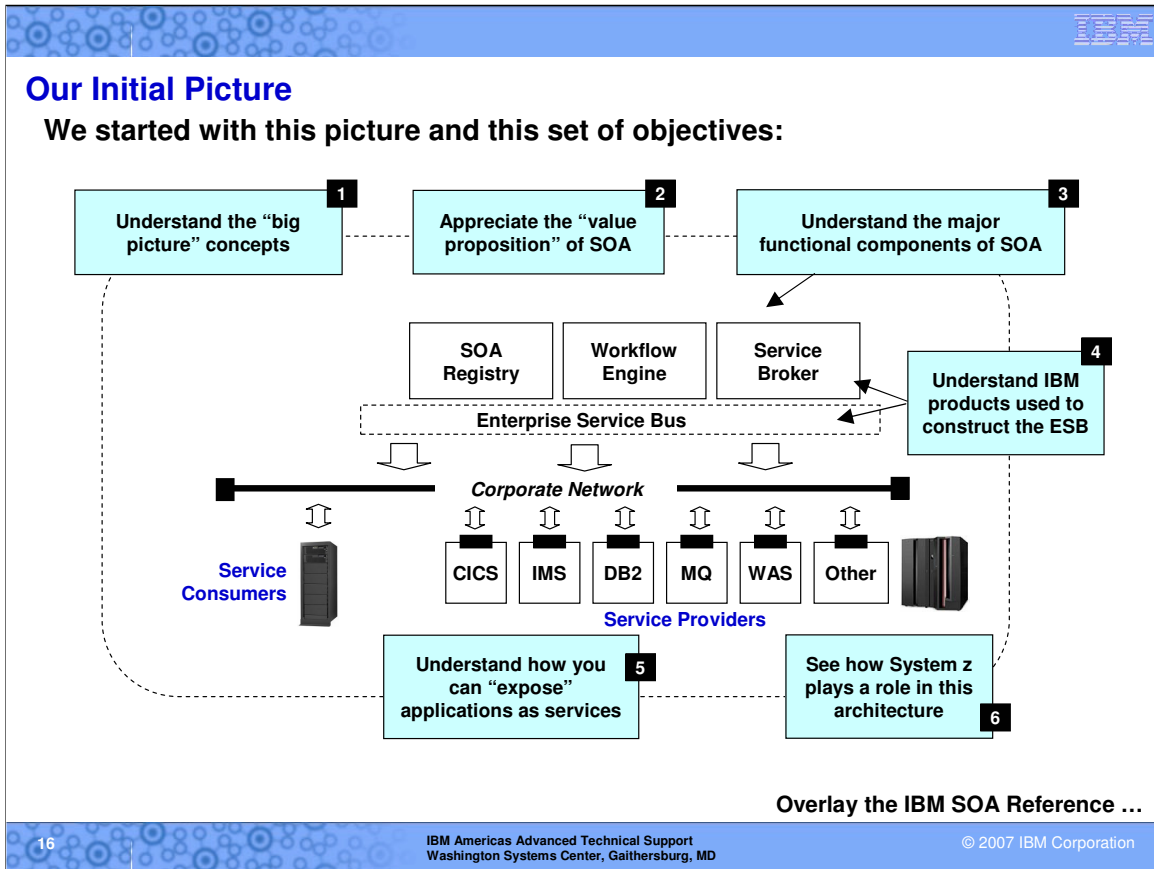 IBM
Our Initial Picture
We started with this picture and this set of objectives:
1
Understand the “big
picture” concepts
2
Appreciate the “value
proposition” of SOA
3
Understand the major
functional components of SOA
SOA
Registry
Workflow
Engine
Service
Broker
4
Understand IBM
products used to
construct the ESB
Enterprise Service Bus
Corporate Network
Service
Consumers
CICS
IMS
DB2
MQ
WAS
Other
Service Providers
5
Understand how you
can “expose”
applications as services
See how System z
plays a role in this
architecture
6
Overlay the IBM SOA Reference …
16
IBM Americas Advanced Technical Support
Washington Systems Center, Gaithersburg, MD
© 2007 IBM Corporation